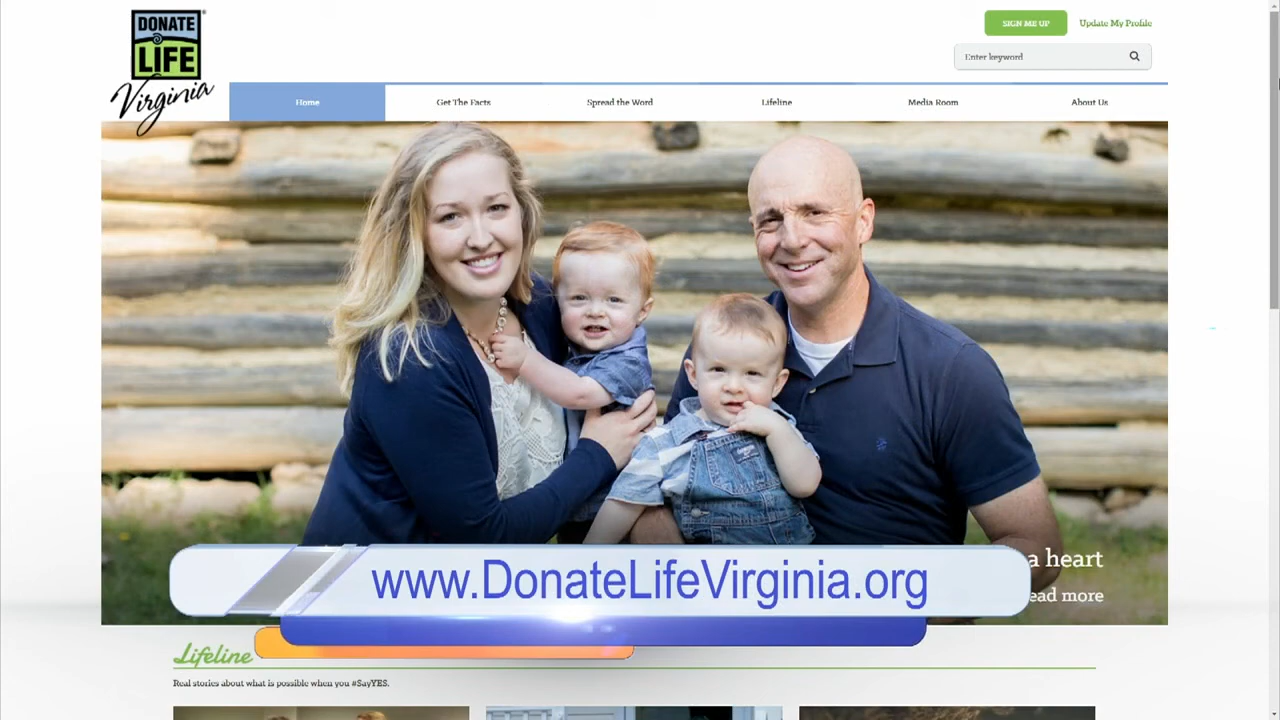 DONATE
LIFE
Virginia
SIGN ME UP
Update My Profile
Enter keyword
Home
Get The Facts
Spread the Word
Lifeline
Media Room
About Us
a heart
ead more
www.DonateLifeVirginia.org
Lifeline
Real stories about what is possible when you #SayYES.